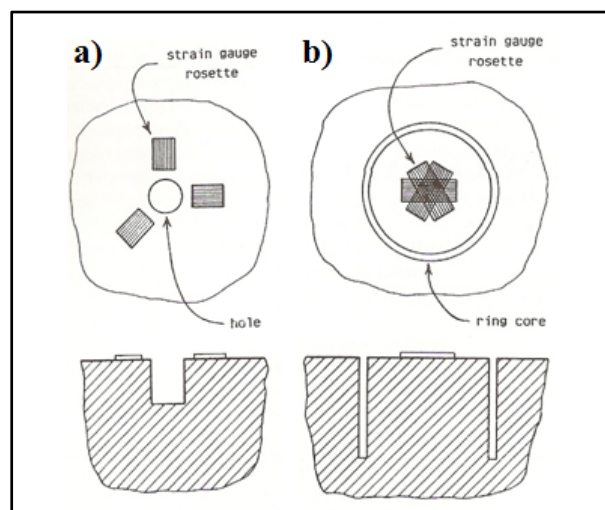 a)
strain gauge
rosette
hole
b)
strain gauge
rosette
ring core